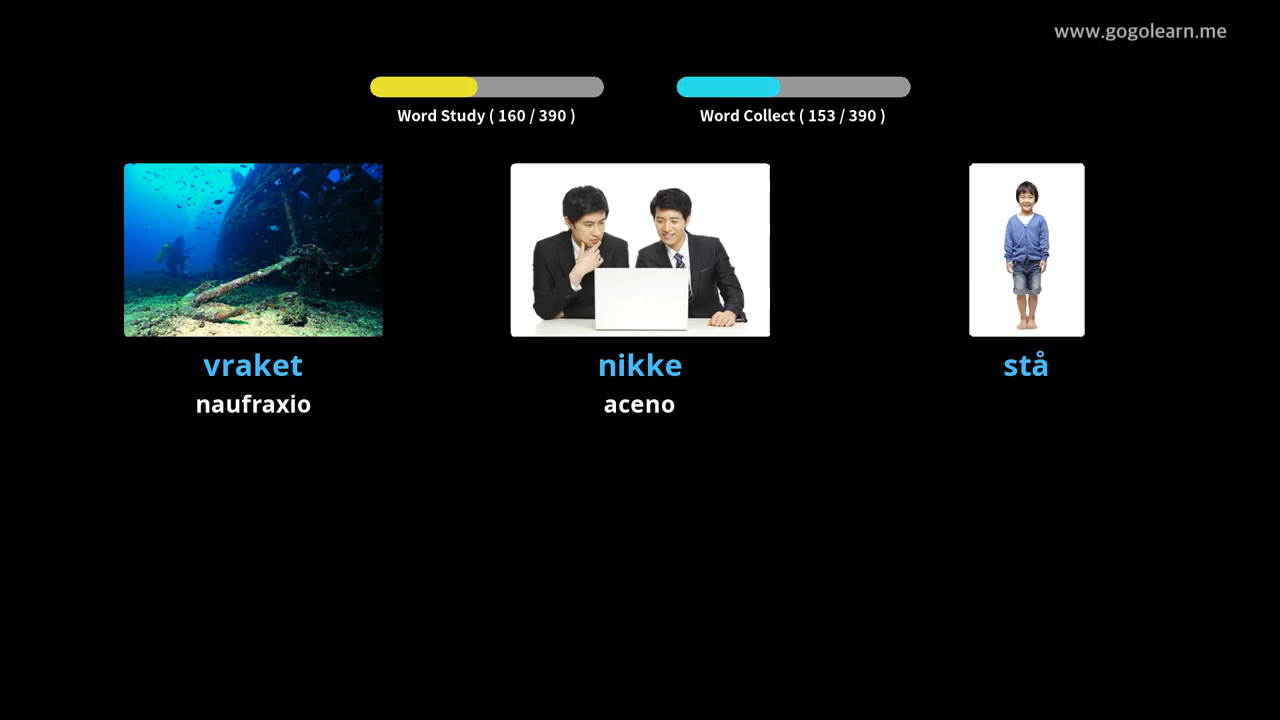 www.gogolearn.me
Word Study ( 160 / 390 )
Word Collect ( 153 / 390 )
vraket
nikke
stå
naufraxio
aceno